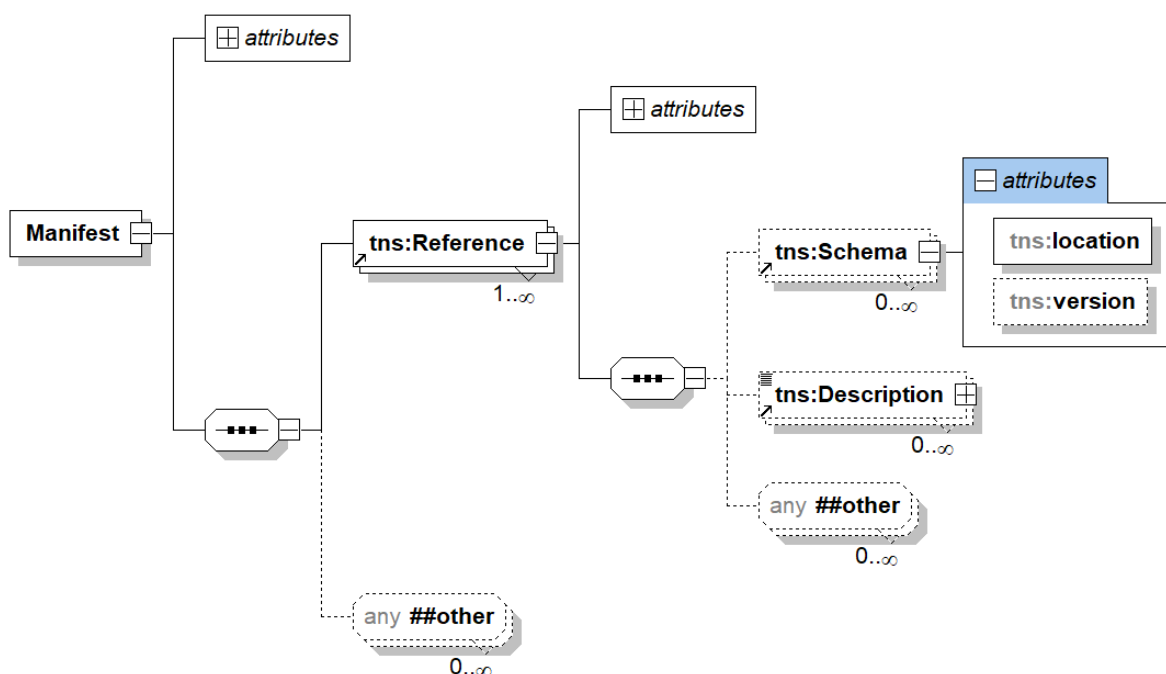 attributes
attributes
attributes
Manifest
tns:Reference
1..∞
tns:Schema
0..∞
tns:location
tns:version
tns:Description
0..∞
any ##other
0..∞
any ##other
0..∞